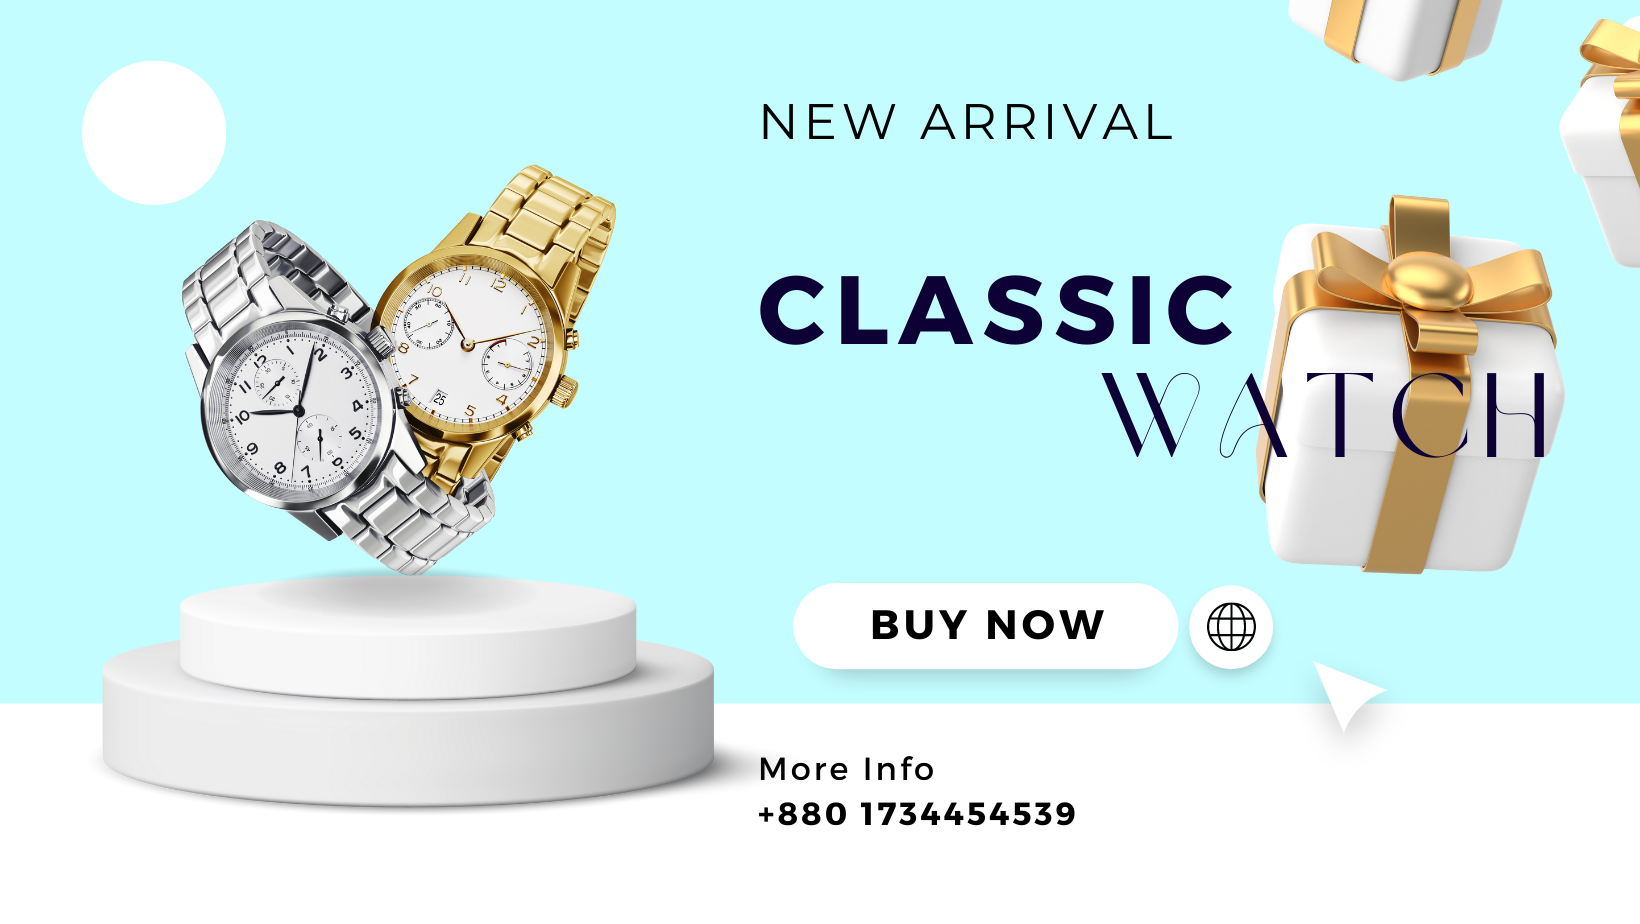 NEW ARRIVAL
CLASSIC
WATCH
BUY NOW
More Info
+880 1734454539